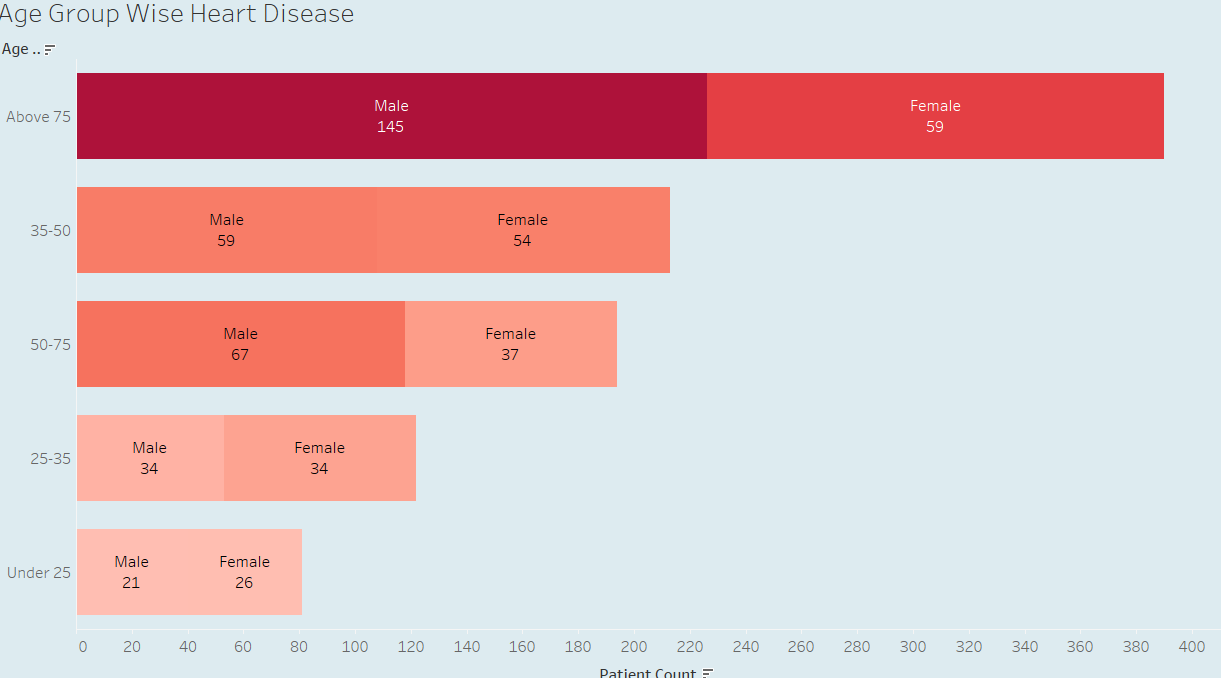 Age Group Wise Heart Disease
Age ..
Above 75
Male
145
Female
59
35-50
Male
59
Female
54
50-75
Male
67
Female
37
25-35
Male
34
Female
34
Under 25
Male
21
Female
26
0 20 40 60 80 100 120 140 160 180 200 220 240 260 280 300 320 340 360 380 400
Patient Count